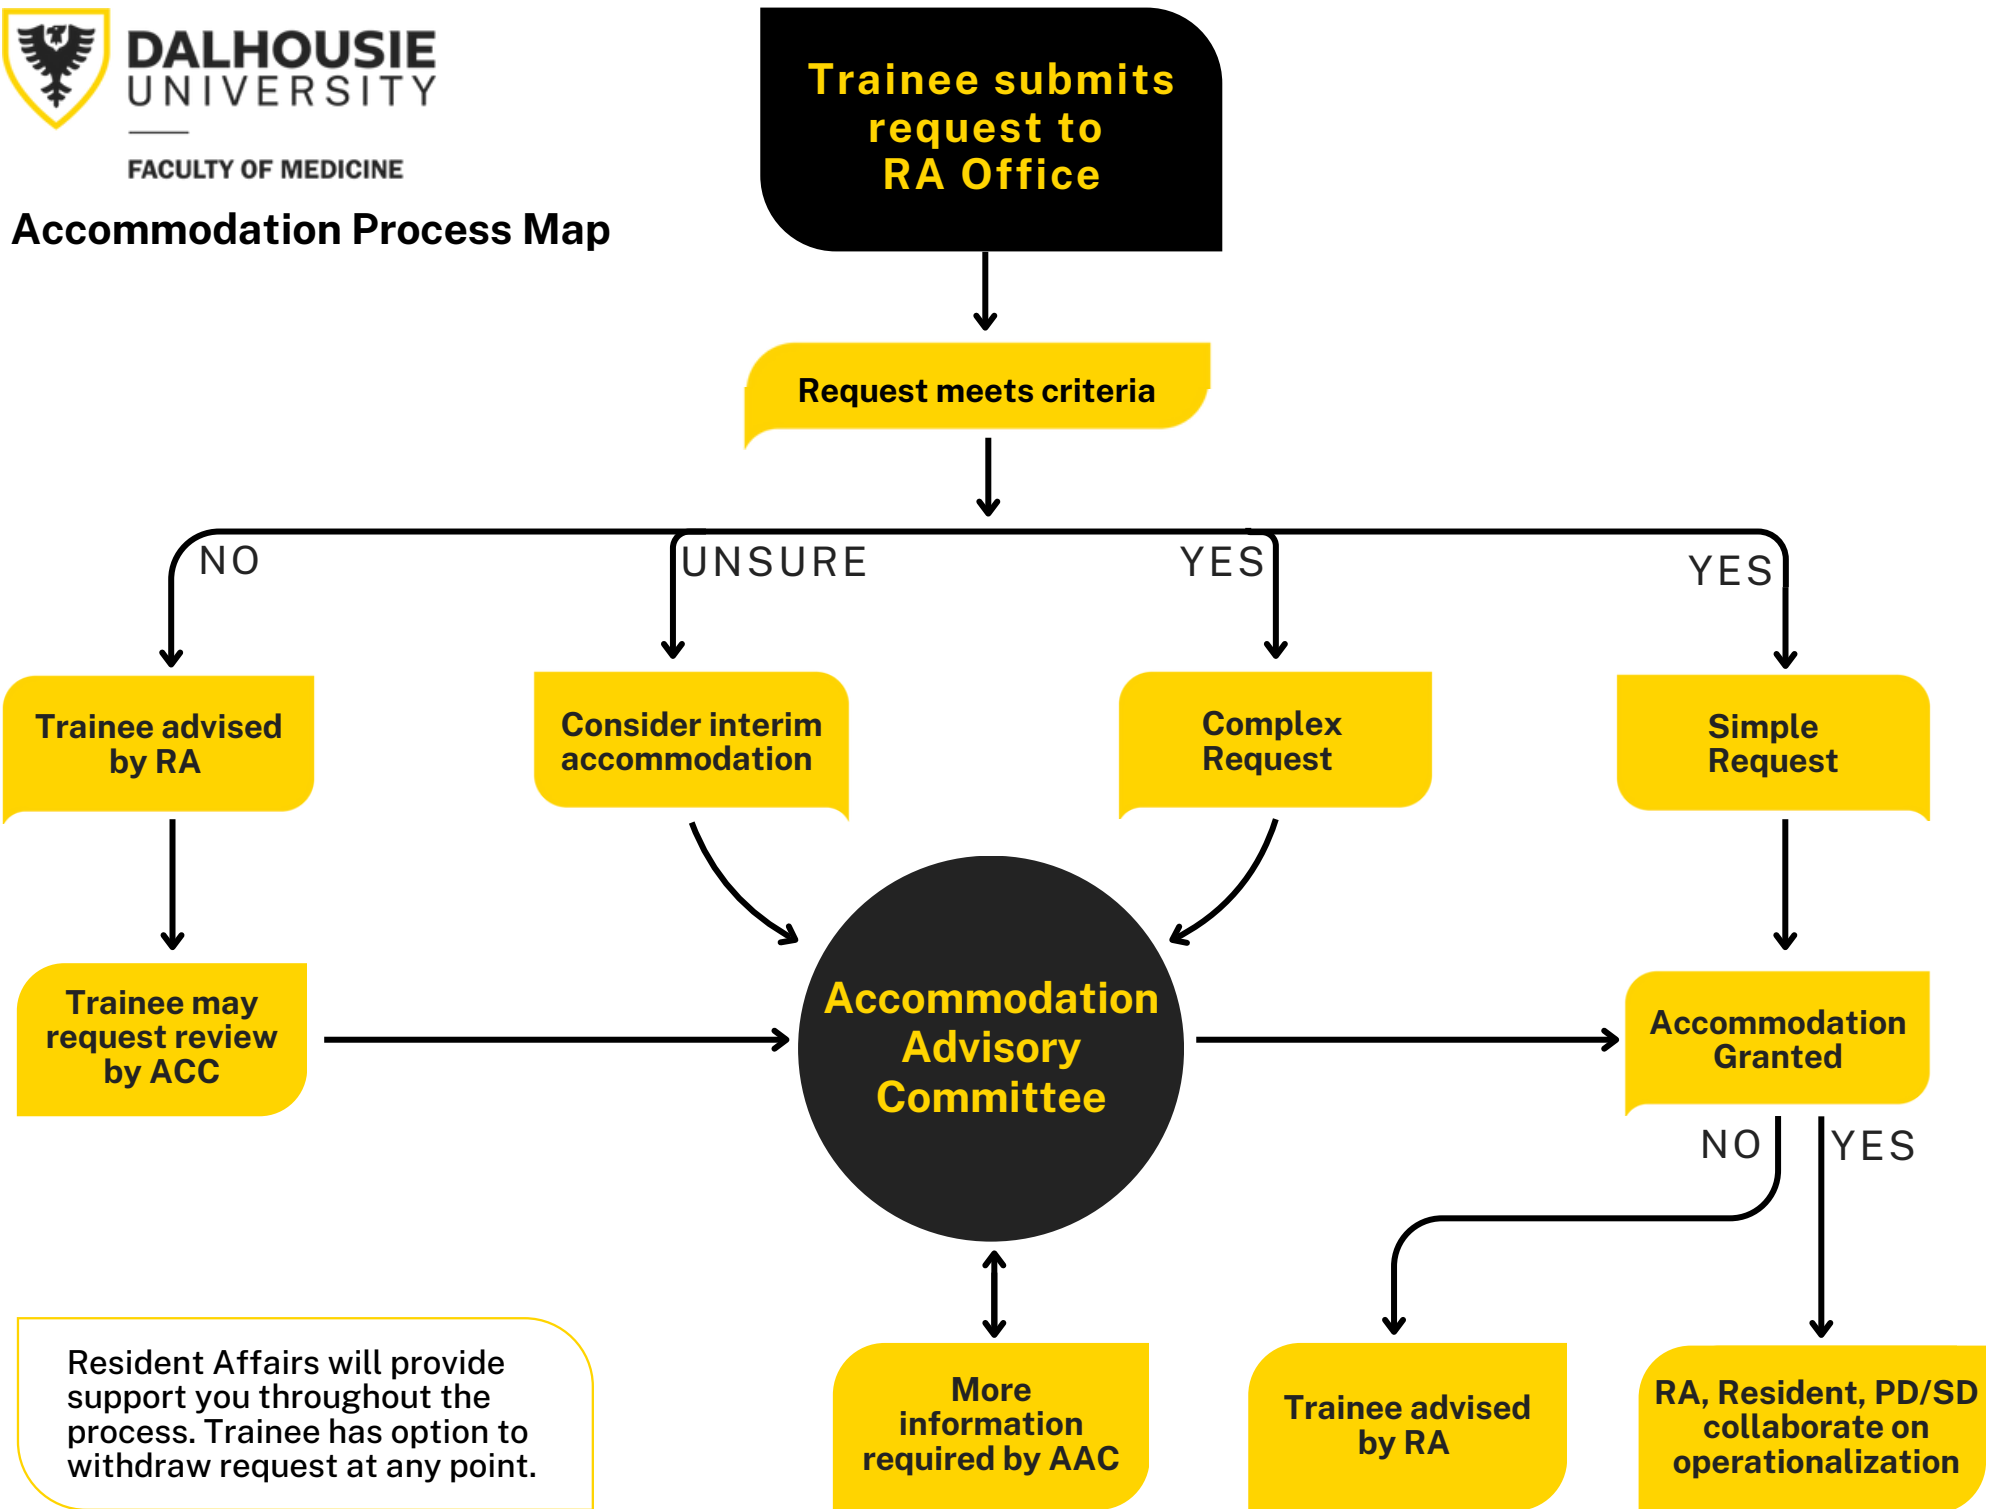 DALHOUSIE
UNIVERSITY
FACULTY OF MEDICINE
Accommodation Process Map
Trainee submits
request to
RA Office
Request meets criteria
NO
UNSURE
YES
YES
Trainee advised
by RA
Consider interim
accommodation
Complex
Request
Simple
Request
Trainee may
request review
by ACC
Accommodation
Advisory
Committee
Accommodation
Granted
NO
YES
More
information
required by AAC
Trainee advised
by RA
RA, Resident, PD/SD
collaborate on
operationalization
Resident Affairs will provide
support you throughout the
process. Trainee has option to
withdraw request at any point.